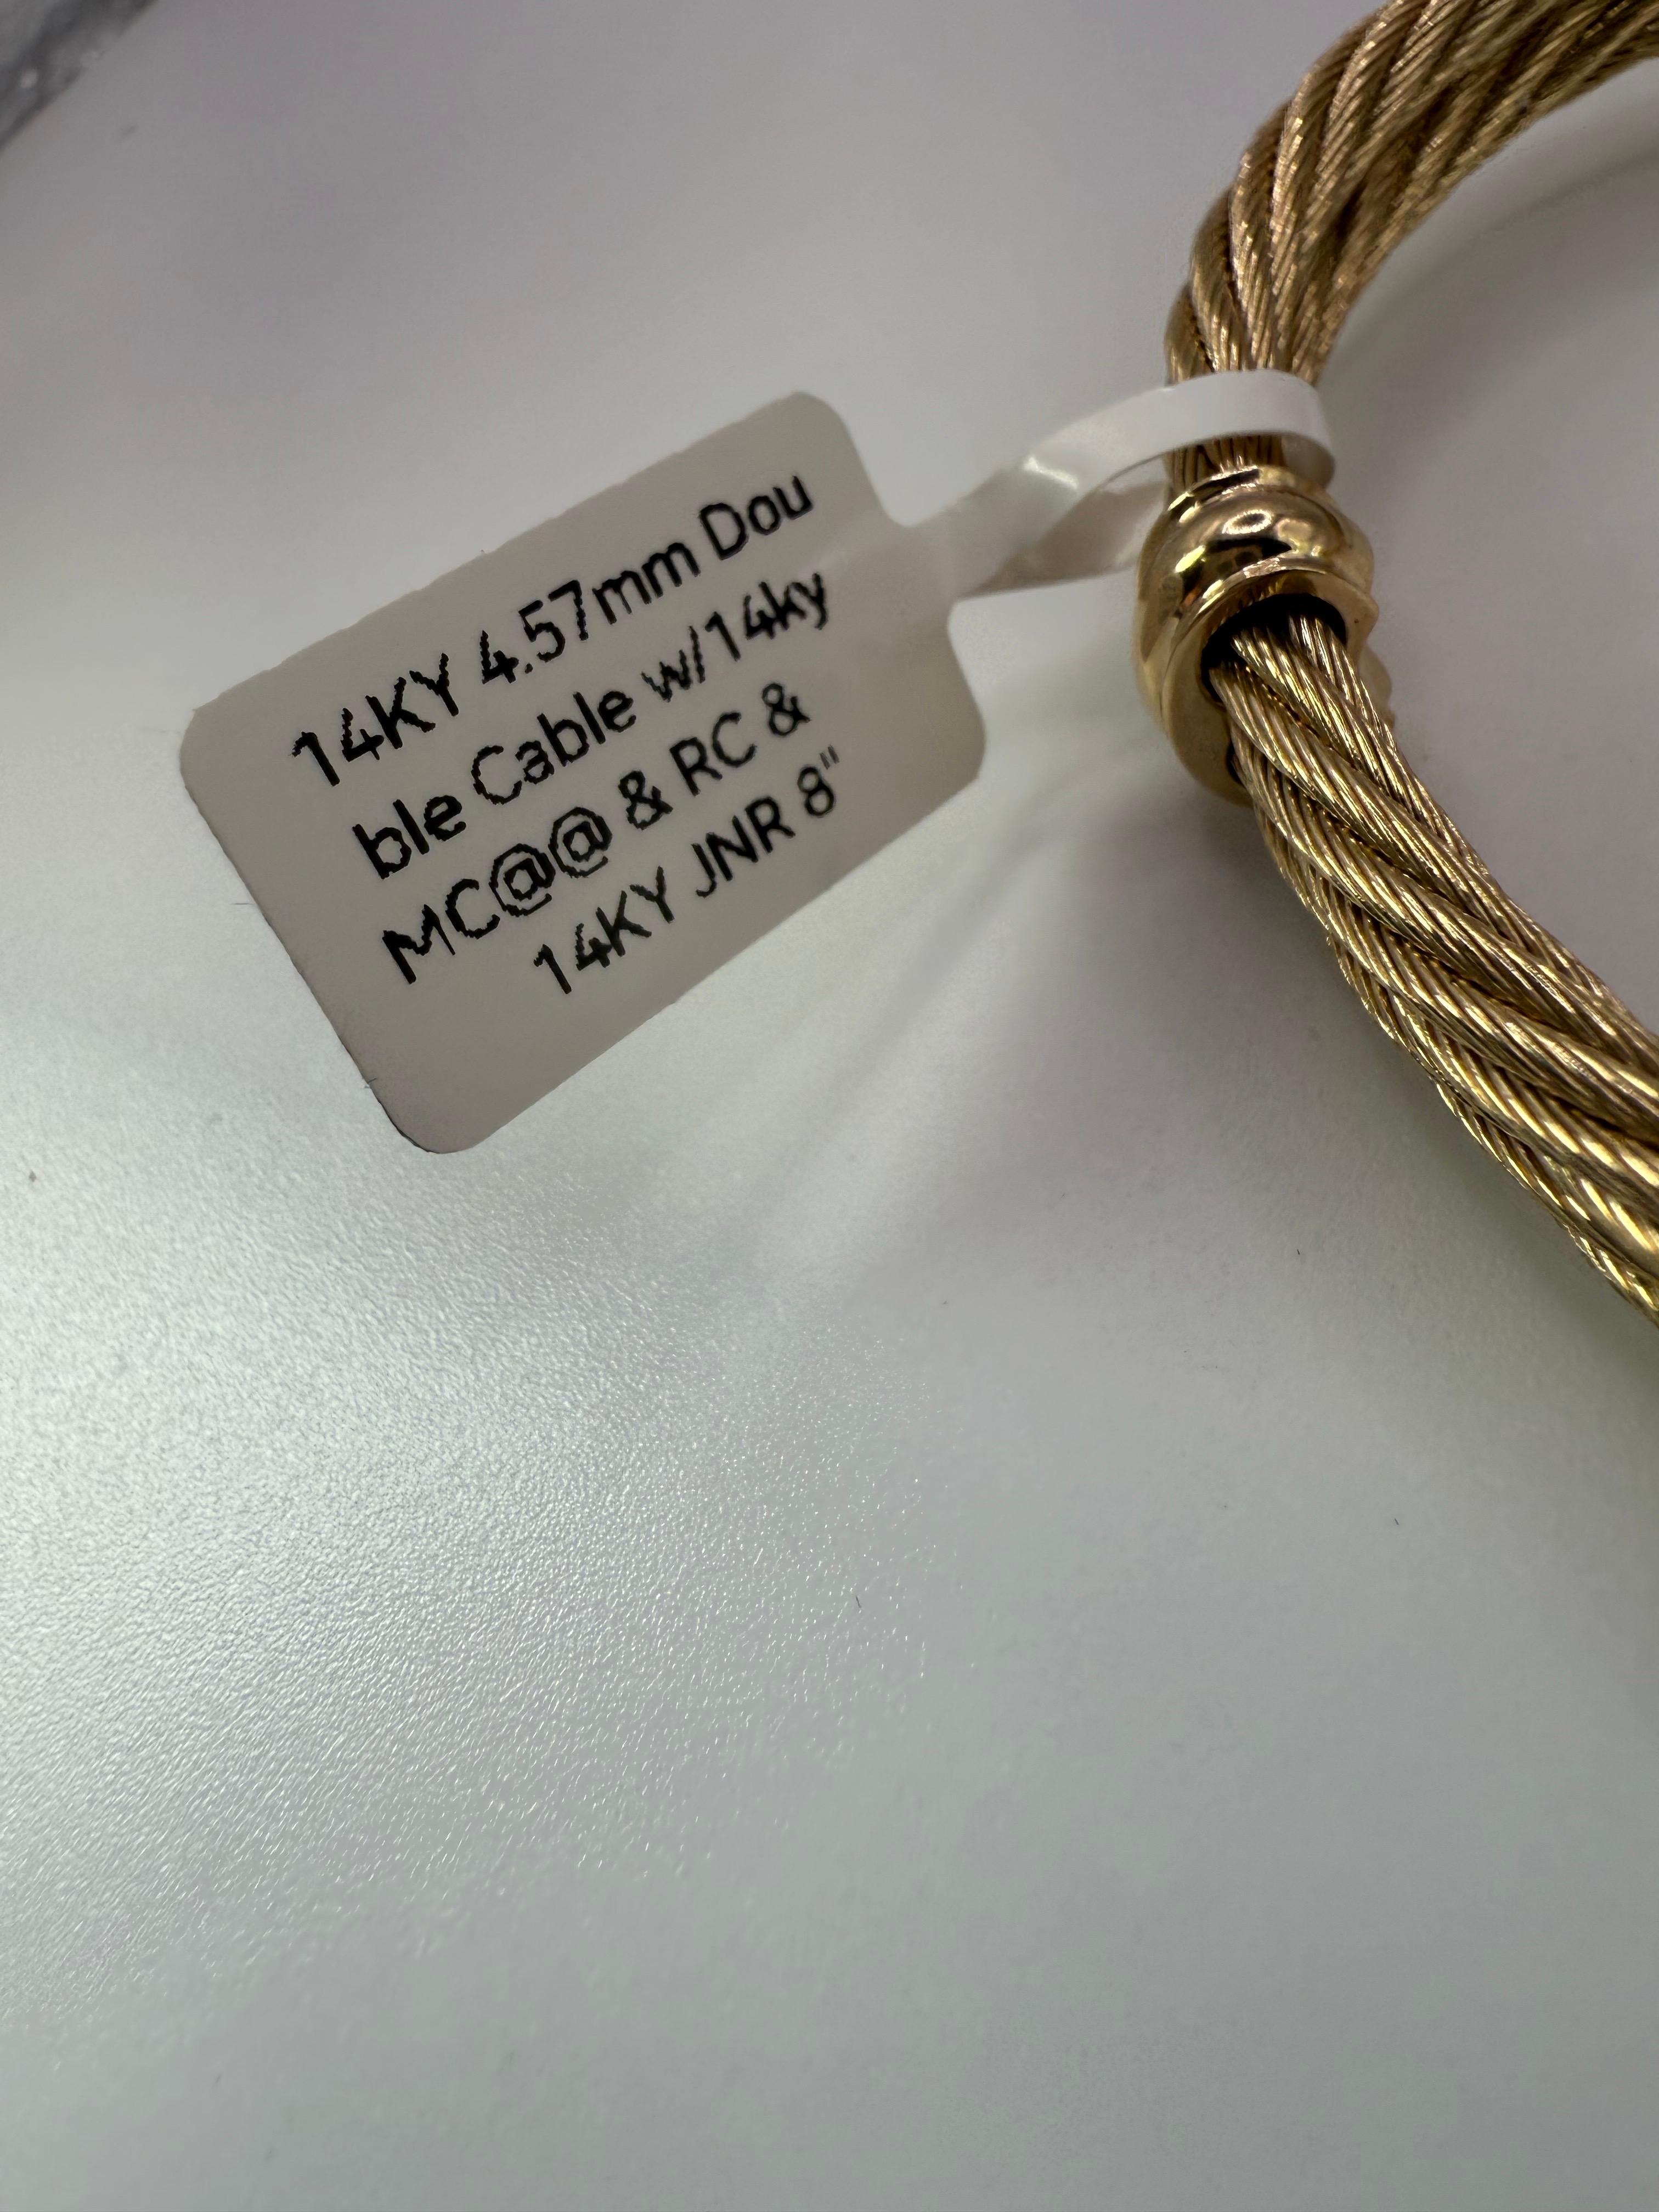 14KY 4.57mm Dou
ble Cable w/14ky
MC@@ & RC &
14KY JNR 8"